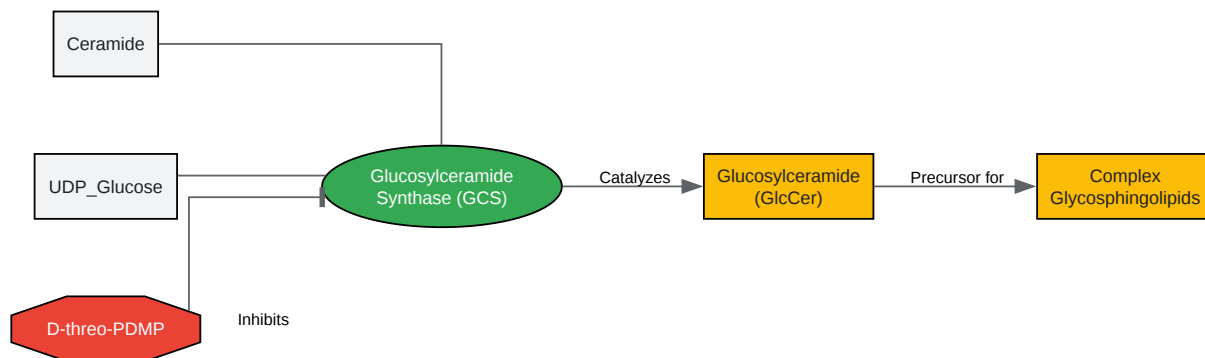 Ceramide
UDP_Glucose
Glucosylceramide
Synthase (GCS)
Catalyzes
Glucosylceramide
(GlcCer)
Precursor for
Complex
Glycosphingolipids
D-threo-PDMP
Inhibits